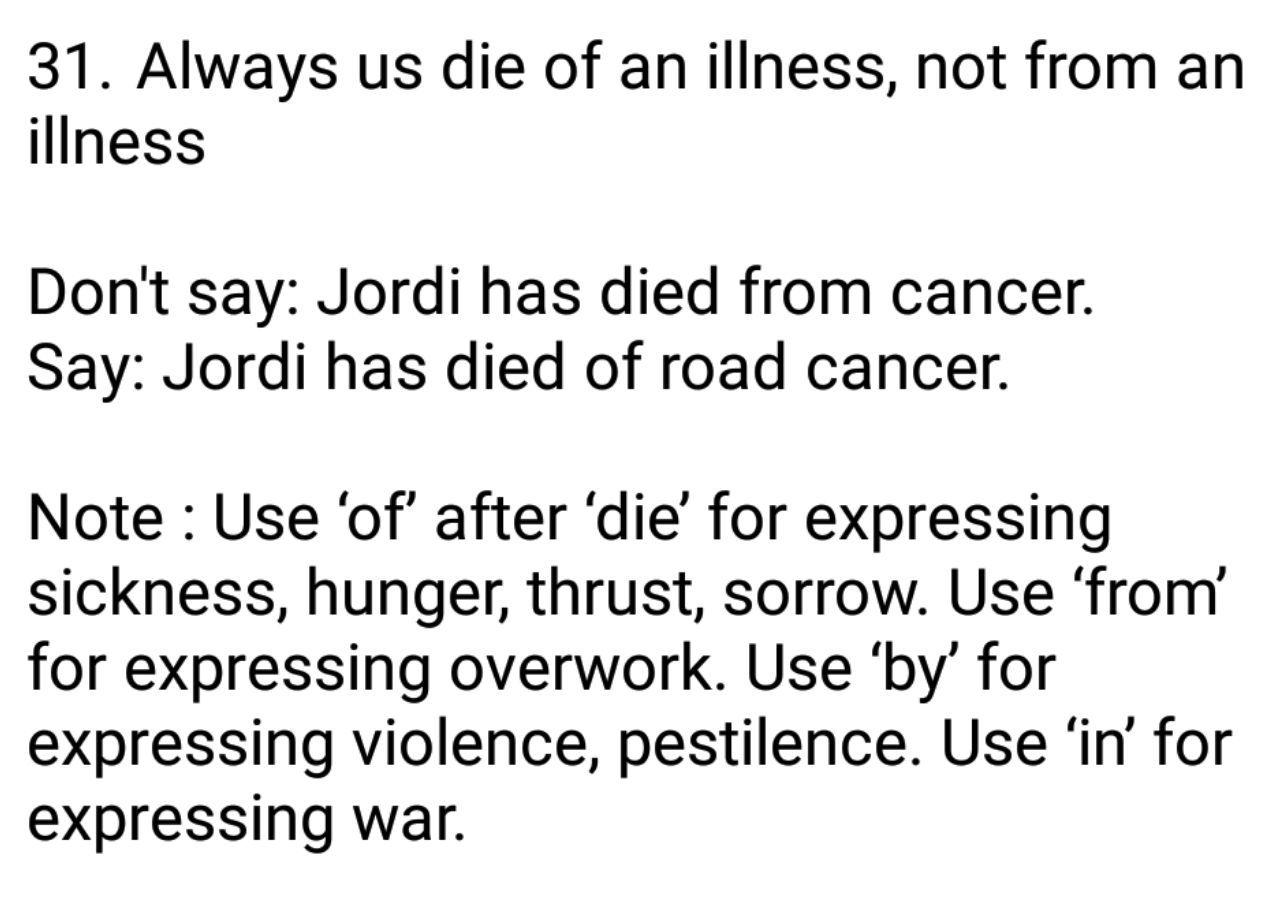 31. Always us die of an illness, not from an
illness
Don't say: Jordi has died from cancer.
Say: Jordi has died of road cancer.
Note : Use ‘of’ after ‘die’ for expressing
sickness, hunger, thrust, sorrow. Use ‘from’
for expressing overwork. Use ‘by’ for
expressing violence, pestilence. Use ‘in’ for
expressing war.